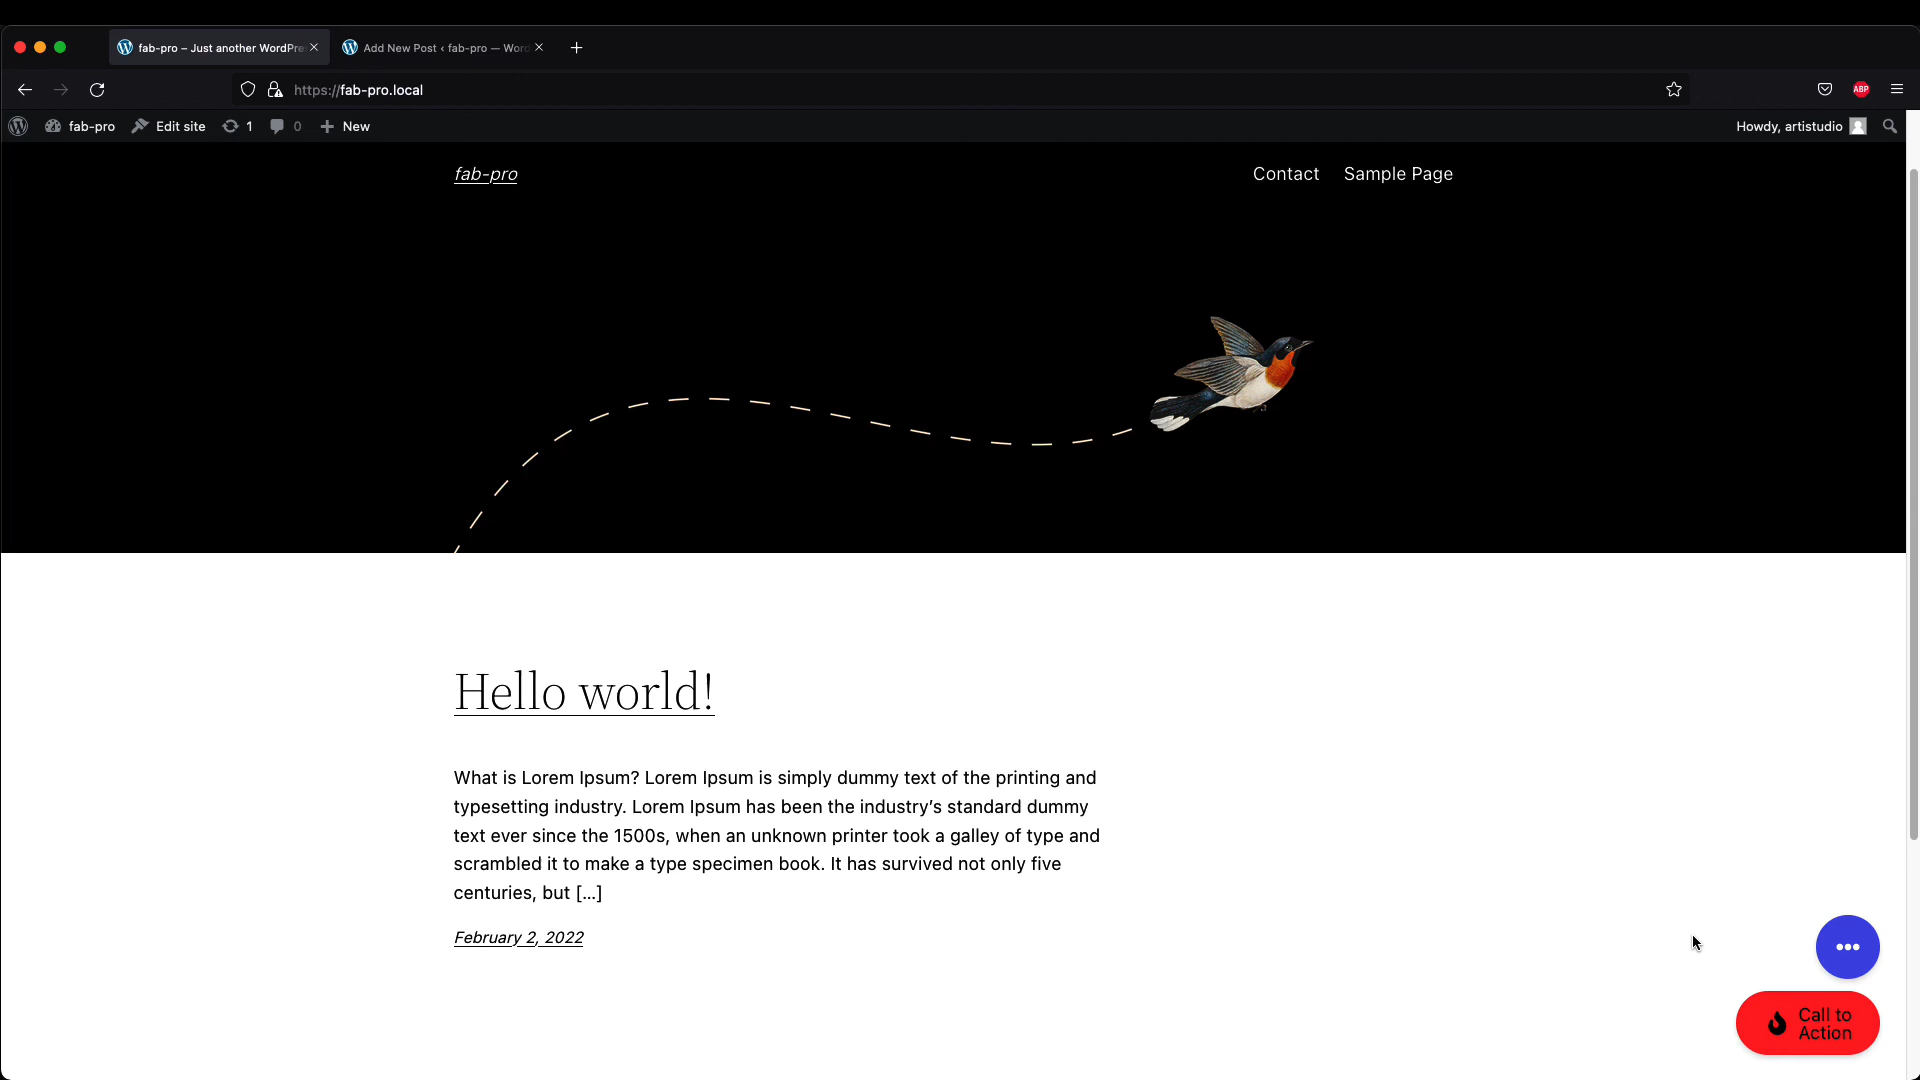 fab-pro – Just another WordPre
Add New Post ‹ fab-pro — Word
https://fab-pro.local
ABP
fab-pro
Edit site
1
0
New
Howdy, artistudio
fab-pro
Contact
Sample Page
Hello world!
What is Lorem Ipsum? Lorem Ipsum is simply dummy text of the printing and
typesetting industry. Lorem Ipsum has been the industry’s standard dummy
text ever since the 1500s, when an unknown printer took a galley of type and
scrambled it to make a type specimen book. It has survived not only five
centuries, but […]
February 2, 2022
Call to
Action